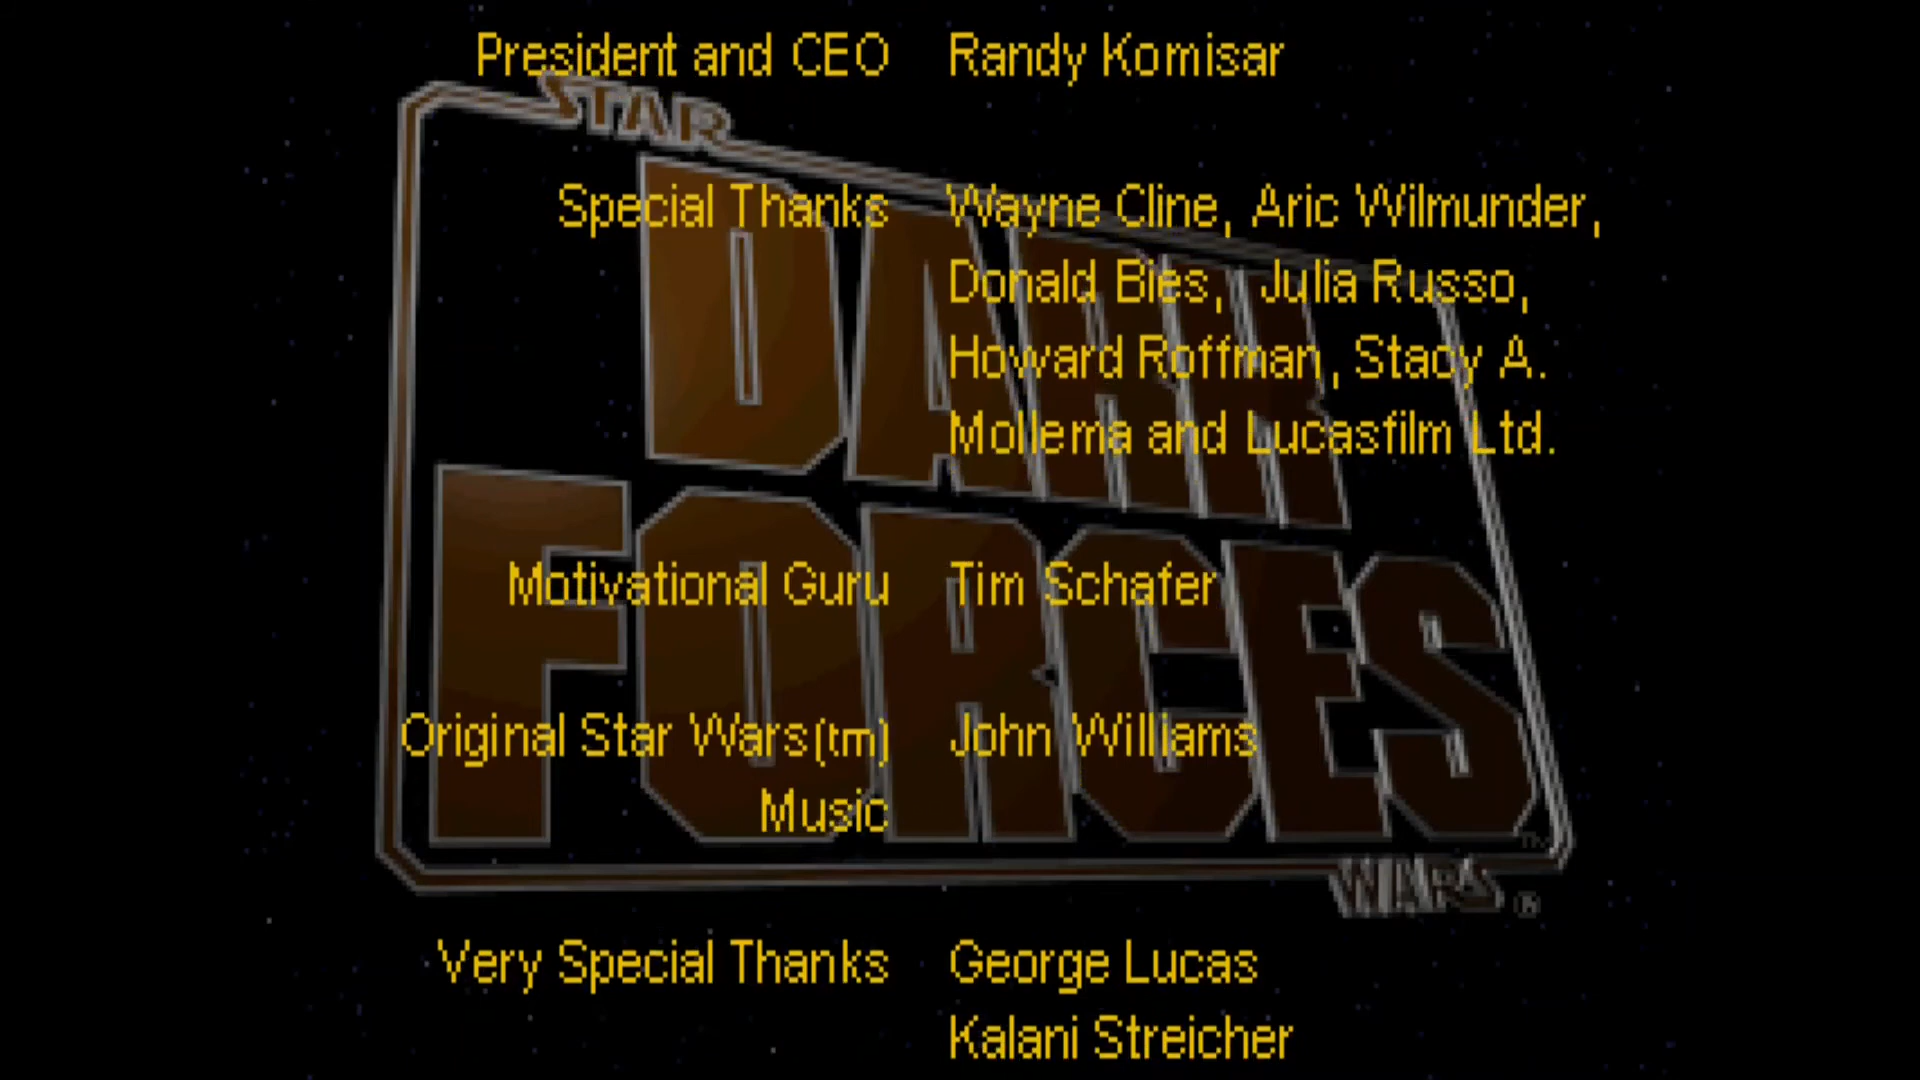 President and CEO Randy Komisar
STAR
Special Thanks Wayne Cline, Aric Wilmunder,
Donald Bies, Julia Russo,
Howard Roffman, Stacy A.
Mollema and Lucasfilm Ltd.
DARK
FORCES
Motivational Guru Tim Schafer
Original Star Wars(tm) John Williams
Music
TM
WARS ®
Very Special Thanks George Lucas
Kalani Streicher